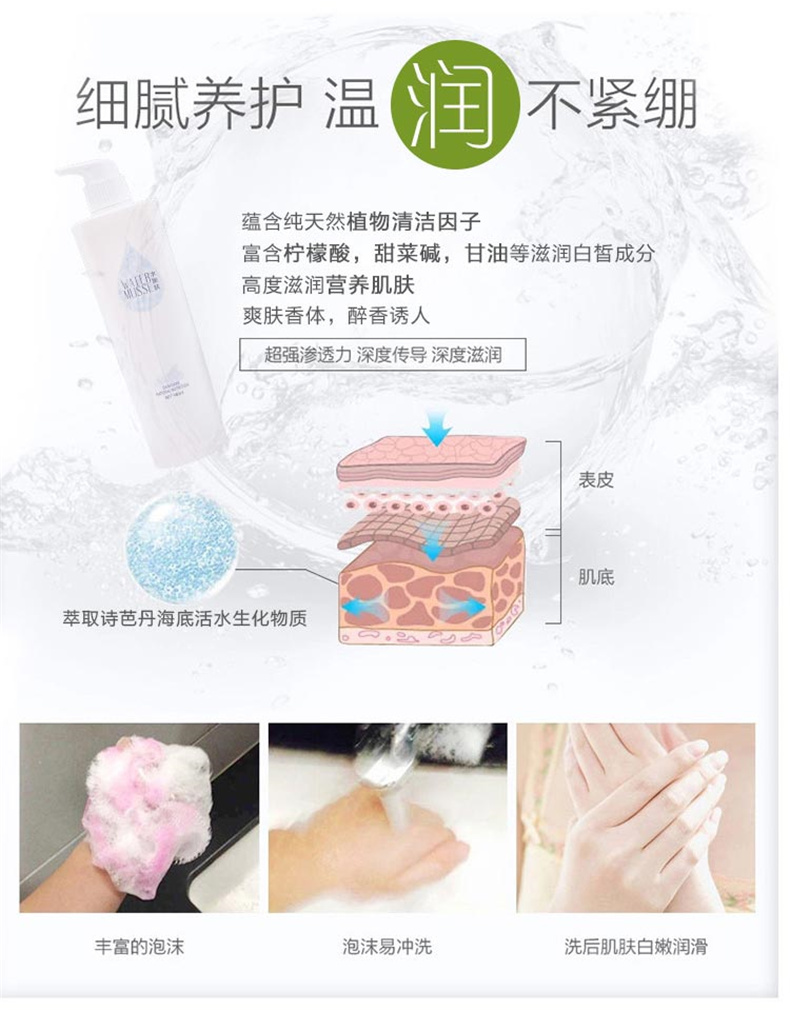 细腻养护 温润不紧绷
蕴含纯天然植物清洁因子
富含柠檬酸，甜菜碱，甘油等滋润白皙成分
高度滋润营养肌肤
爽肤香体，醉香诱人
超强渗透力 深度传导 深度滋润
WATER
MOUSSE
水慕斯
表皮
肌底
萃取诗芭丹海底活水生化物质
丰富的泡沫
泡沫易冲洗
洗后肌肤白嫩润滑